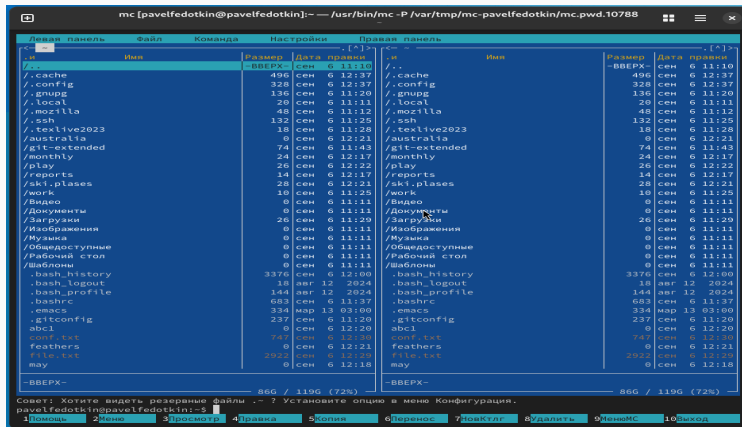 mc [pavelfedotkin@pavelfedotkin]:~ — /usr/bin/mc -P /var/tmp/mc-pavelfedotkin/mc.pwd.10788
Левая панель Файл Команда Настройки Правая панель
<— ~ —.[^]> <— ~ —.[^]>
.и Имя Размер Дата правки .и Имя Размер Дата правки
/.. -ВВЕРХ- сен 6 11:10 /.. -ВВЕРХ- сен 6 11:10
/.cache 496 сен 6 12:37 /.cache 496 сен 6 12:37
/.config 328 сен 6 12:37 /.config 328 сен 6 12:37
/.gnupg 136 сен 6 11:20 /.gnupg 136 сен 6 11:20
/.local 20 сен 6 11:11 /.local 20 сен 6 11:11
/.mozilla 48 сен 6 11:12 /.mozilla 48 сен 6 11:12
/.ssh 132 сен 6 11:25 /.ssh 132 сен 6 11:25
/.texlive2023 18 сен 6 11:28 /.texlive2023 18 сен 6 11:28
/australia 0 сен 6 12:21 /australia 0 сен 6 12:21
/git-extended 74 сен 6 11:43 /git-extended 74 сен 6 11:43
/monthly 24 сен 6 12:17 /monthly 24 сен 6 12:17
/play 26 сен 6 12:22 /play 26 сен 6 12:22
/reports 14 сен 6 12:17 /reports 14 сен 6 12:17
/ski.plases 28 сен 6 12:21 /ski.plases 28 сен 6 12:21
/work 10 сен 6 11:25 /work 10 сен 6 11:25
/Видео 0 сен 6 11:11 /Видео 0 сен 6 11:11
/Документы 0 сен 6 11:11 /Документы 0 сен 6 11:11
/Загрузки 26 сен 6 11:29 /Загрузки 26 сен 6 11:29
/Изображения 0 сен 6 11:11 /Изображения 0 сен 6 11:11
/Музыка 0 сен 6 11:11 /Музыка 0 сен 6 11:11
/Общедоступные 0 сен 6 11:11 /Общедоступные 0 сен 6 11:11
/Рабочий стол 0 сен 6 11:11 /Рабочий стол 0 сен 6 11:11
/Шаблоны 0 сен 6 11:11 /Шаблоны 0 сен 6 11:11
.bash_history 3376 сен 6 12:00 .bash_history 3376 сен 6 12:00
.bash_logout 18 авг 12 2024 .bash_logout 18 авг 12 2024
.bash_profile 144 авг 12 2024 .bash_profile 144 авг 12 2024
.bashrc 683 сен 6 11:37 .bashrc 683 сен 6 11:37
.emacs 334 мар 13 03:00 .emacs 334 мар 13 03:00
.gitconfig 237 сен 6 11:20 .gitconfig 237 сен 6 11:20
abc1 0 сен 6 12:20 abc1 0 сен 6 12:20
conf.txt 747 сен 6 12:30 conf.txt 747 сен 6 12:30
feathers 0 сен 6 12:21 feathers 0 сен 6 12:21
file.txt 2922 сен 6 12:29 file.txt 2922 сен 6 12:29
may 0 сен 6 12:18 may 0 сен 6 12:18
-ВВЕРХ- -ВВЕРХ-
86G / 119G (72%) 86G / 119G (72%)
Совет: Хотите видеть резервные файлы .~ ? Установите опцию в меню Конфигурация.
pavelfedotkin@pavelfedotkin:~$
1Помощь 2Меню 3Просмотр 4Правка 5Копия 6Перенос 7НовКтлг 8Удалить 9МенюМС 10Выход